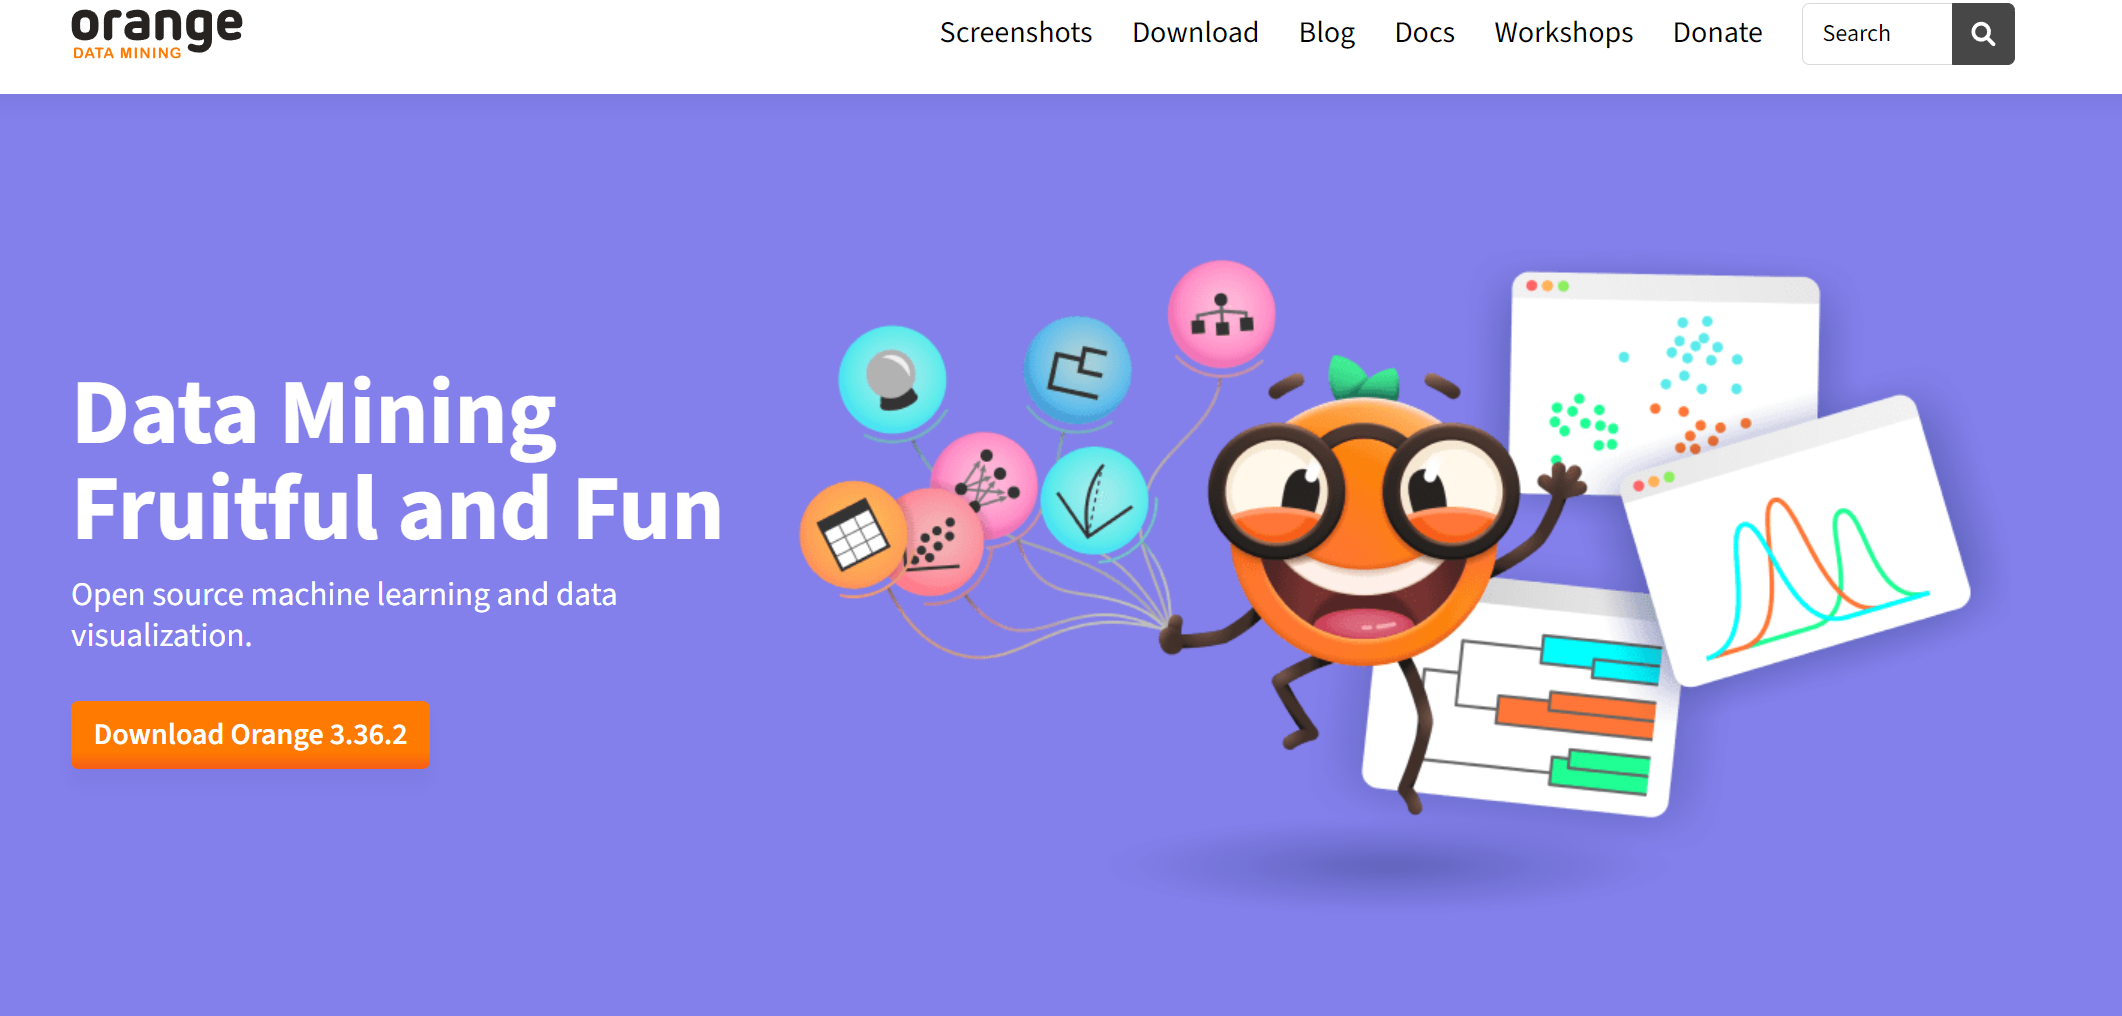 orange
DATA MINING
Screenshots Download Blog Docs Workshops Donate Search
Data Mining
Fruitful and Fun
Open source machine learning and data
visualization.
Download Orange 3.36.2